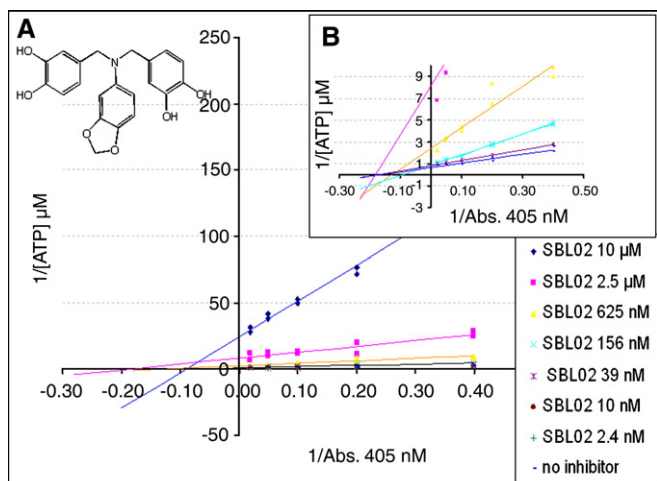 A
HO
HO
N
OH
OH
O
O
250
200
150
100
50
0
-50
-0.30
-0.20
-0.10
0.00
0.10
0.20
0.30
0.40
1/[ATP] µM
1/Abs. 405 nM
B
9
7
5
3
1
-1
-3
-0.30
-0.10
0.10
0.30
0.50
1/[ATP] µM
1/Abs. 405 nM
SBL02 10 µM
SBL02 2.5 µM
SBL02 625 nM
SBL02 156 nM
SBL02 39 nM
SBL02 10 nM
SBL02 2.4 nM
no inhibitor